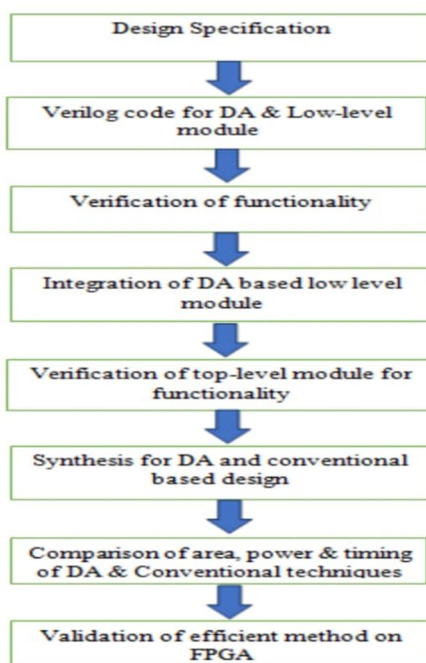 Design Specification
Verilog code for DA & Low-level
module
Verification of functionality
Integration of DA based low level
module
Verification of top-level module for
functionality
Synthesis for DA and conventional
based design
Comparison of area, power & timing
of DA & Conventional techniques
Validation of efficient method on
FPGA